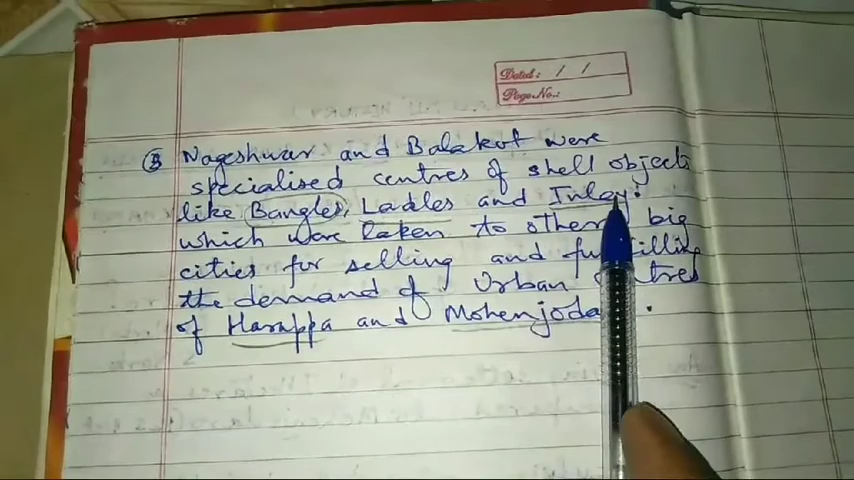 Dated: / /
Page No.:
③ Nageshwar and Balakot were
specialised centres of shell objects
like Bangles, Ladles and Inlay
which were taken to other big
cities for selling and fulfilling
the demand of Urban
of Harappa and